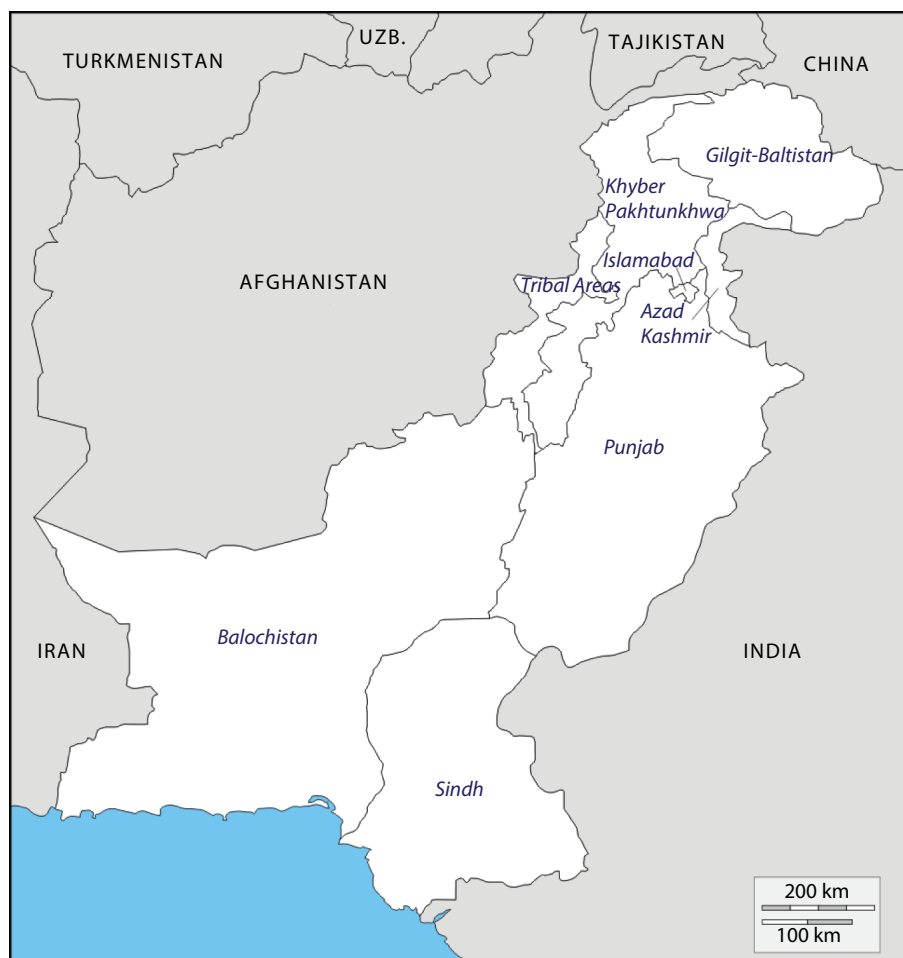 UZB.
TAJIKISTAN
TURKMENISTAN
CHINA
Gilgit-Baltistan
Khyber
Pakhtunkhwa
Islamabad
AFGHANISTAN
Tribal Areas
Azad
Kashmir
Punjab
Balochistan
IRAN
INDIA
Sindh
200 km
100 km